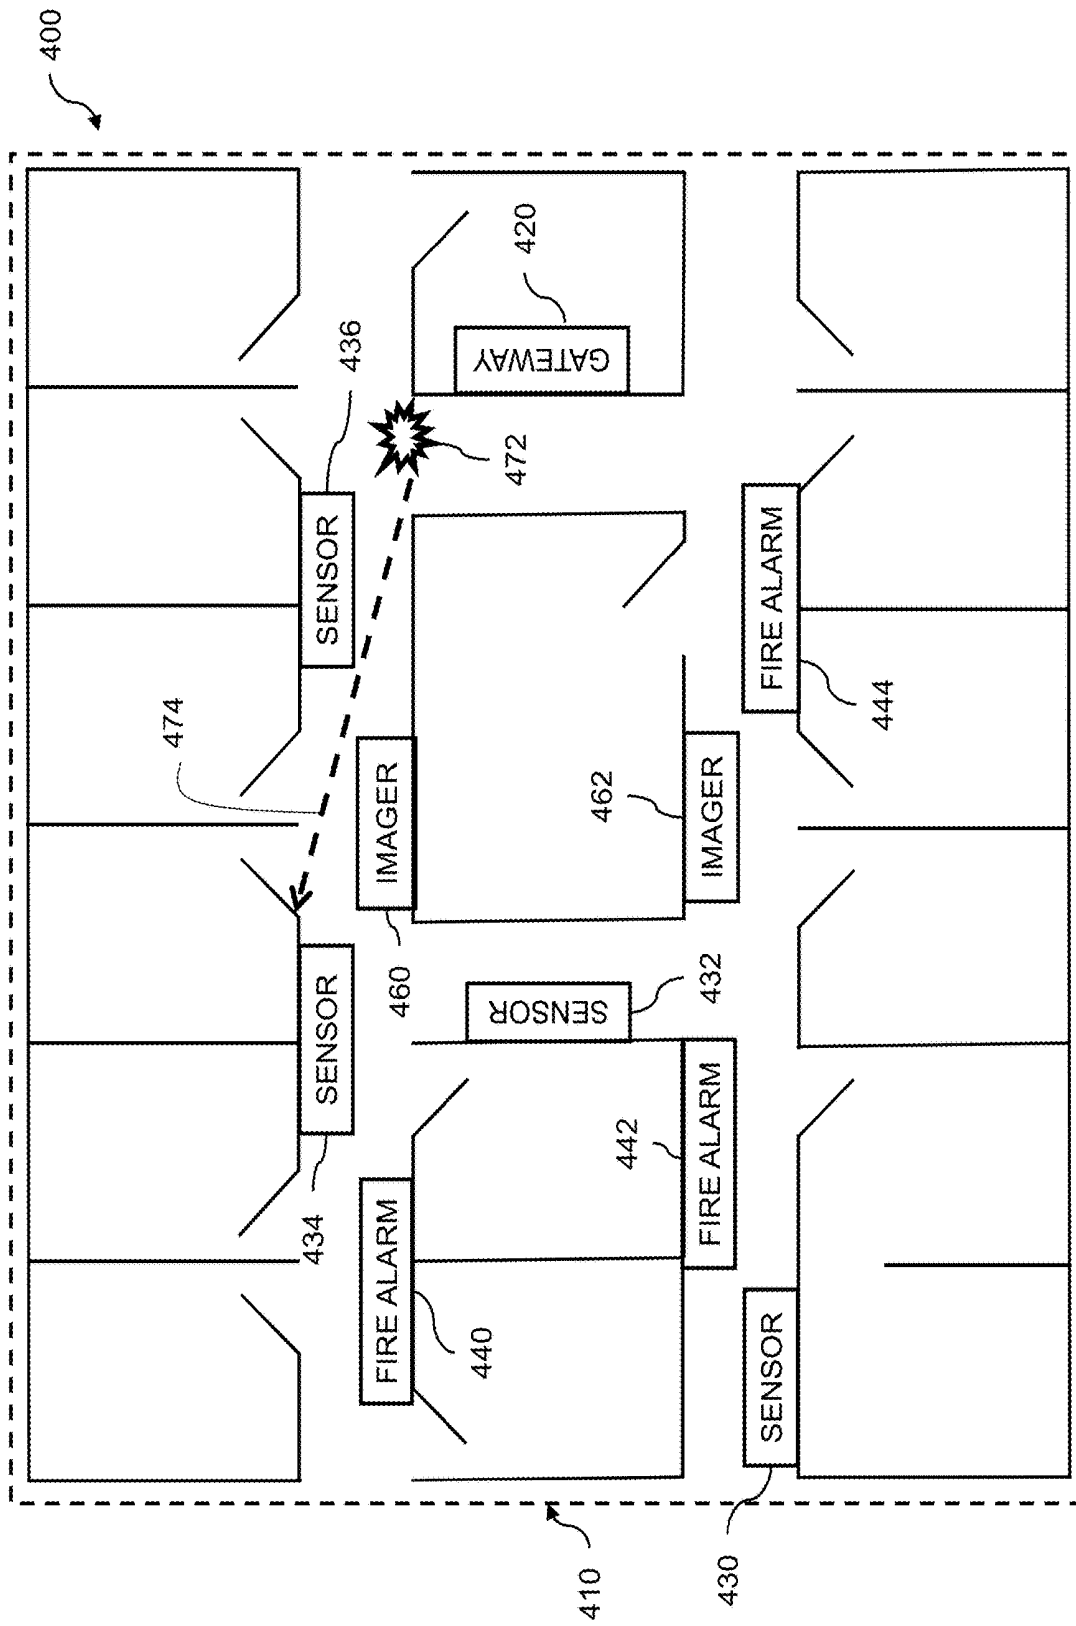 400
436
SENSOR
420
GATEWAY
472
474
SENSOR
434
IMAGER
460
462
IMAGER
FIRE ALARM
444
SENSOR
432
FIRE ALARM
440
442
FIRE ALARM
SENSOR
430
410